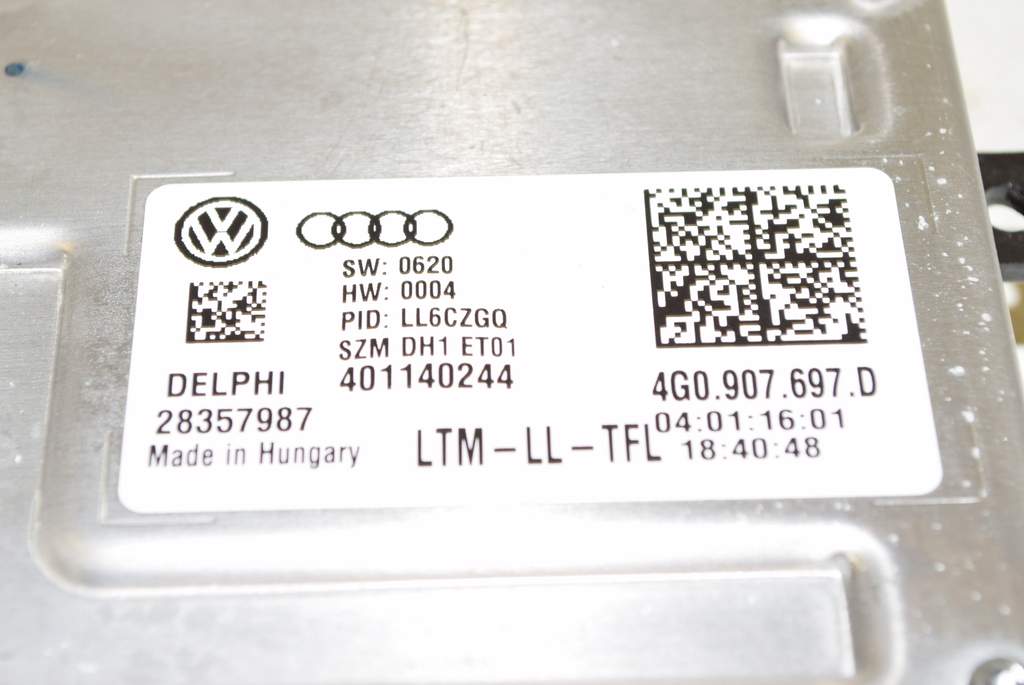 SW: 0620
HW: 0004
PID: LL6CZGQ
SZM DH1 ET01
401140244
DELPHI
28357987
Made in Hungary
LTM-LL-TFL
4G0.907.697.D
04:01:16:01
18:40:48